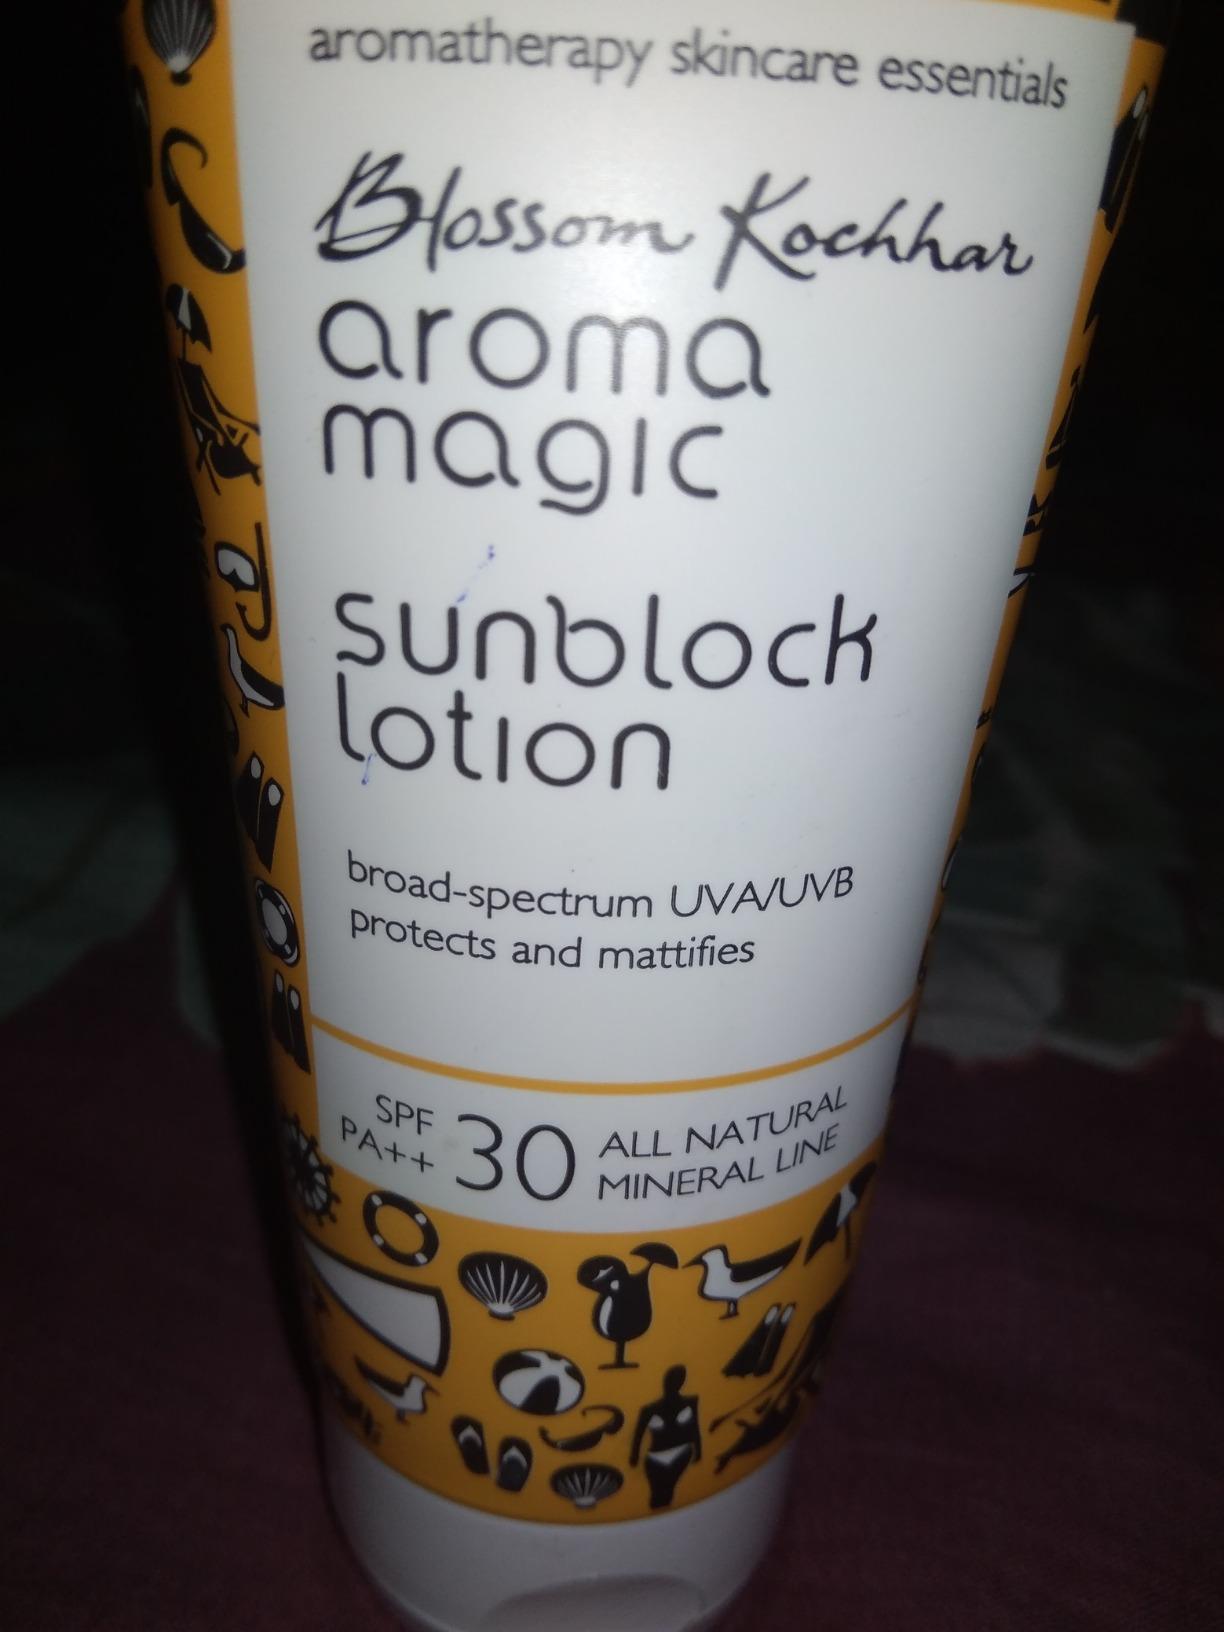 aromatherapy skincare essentials
Blossom Kochhar
aroma
magic
sunblock
lotion
broad-spectrum UVA/UVB
protects and mattifies
SPF 30 ALL NATURAL
PA++ MINERAL LINE